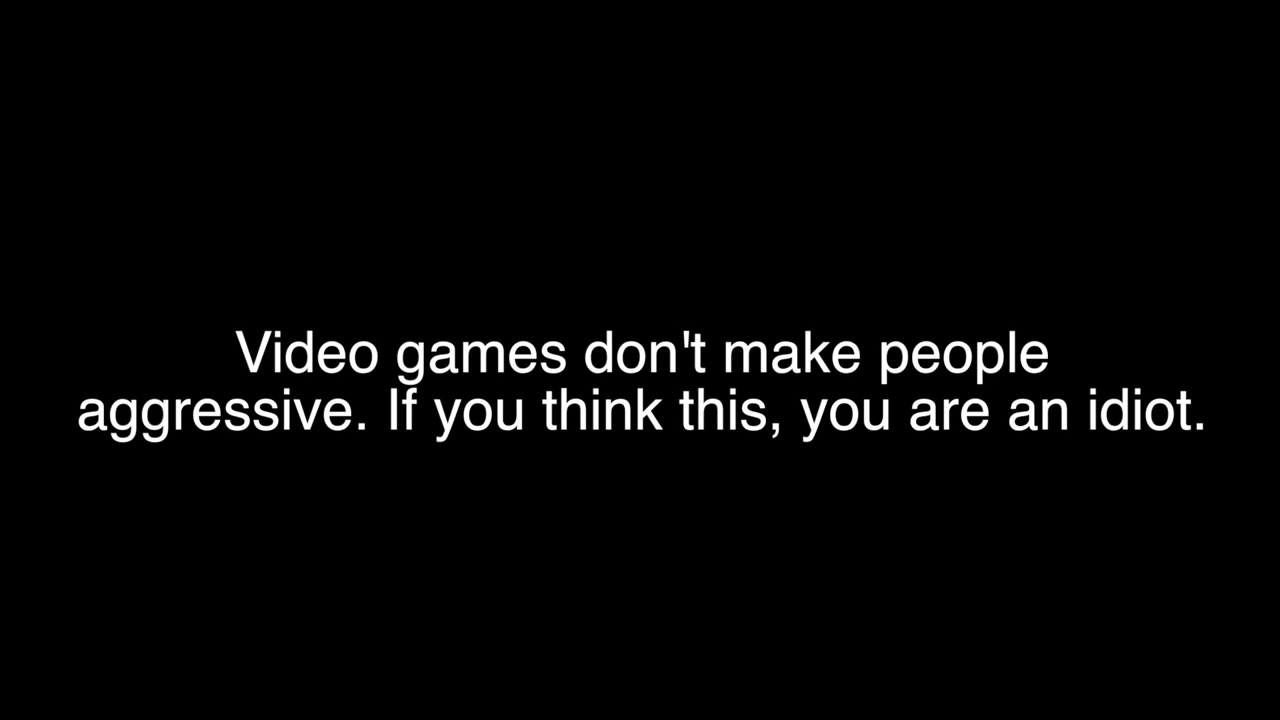 Video games don't make people
aggressive. If you think this, you are an idiot.